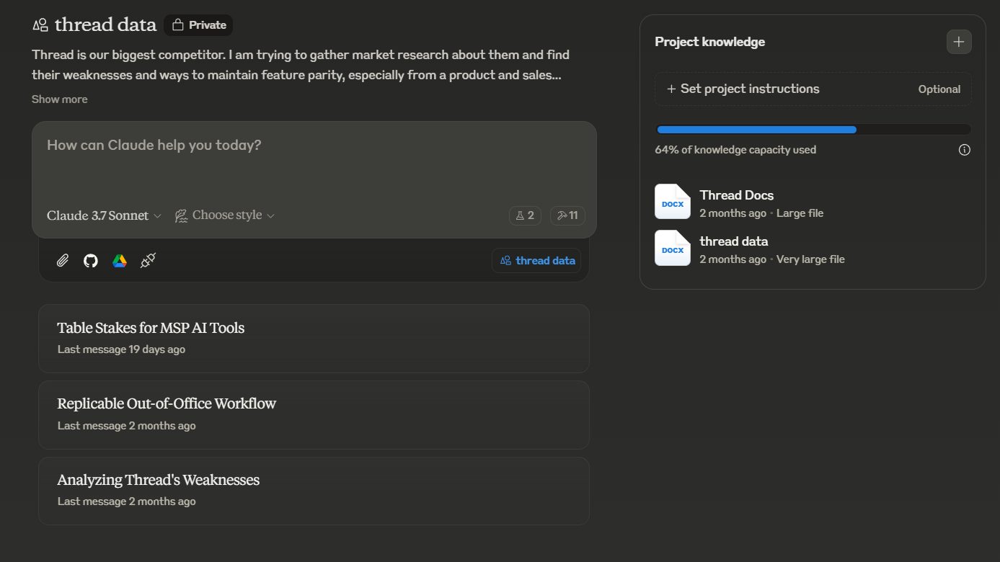 thread data
Private
Thread is our biggest competitor. I am trying to gather market research about them and find
their weaknesses and ways to maintain feature parity, especially from a product and sales...
Show more
How can Claude help you today?
Claude 3.7 Sonnet
Choose style
2
11
thread data
Table Stakes for MSP AI Tools
Last message 19 days ago
Replicable Out-of-Office Workflow
Last message 2 months ago
Analyzing Thread's Weaknesses
Last message 2 months ago
Project knowledge
+ Set project instructions
Optional
64% of knowledge capacity used
DOCX
Thread Docs
2 months ago • Large file
DOCX
thread data
2 months ago • Very large file